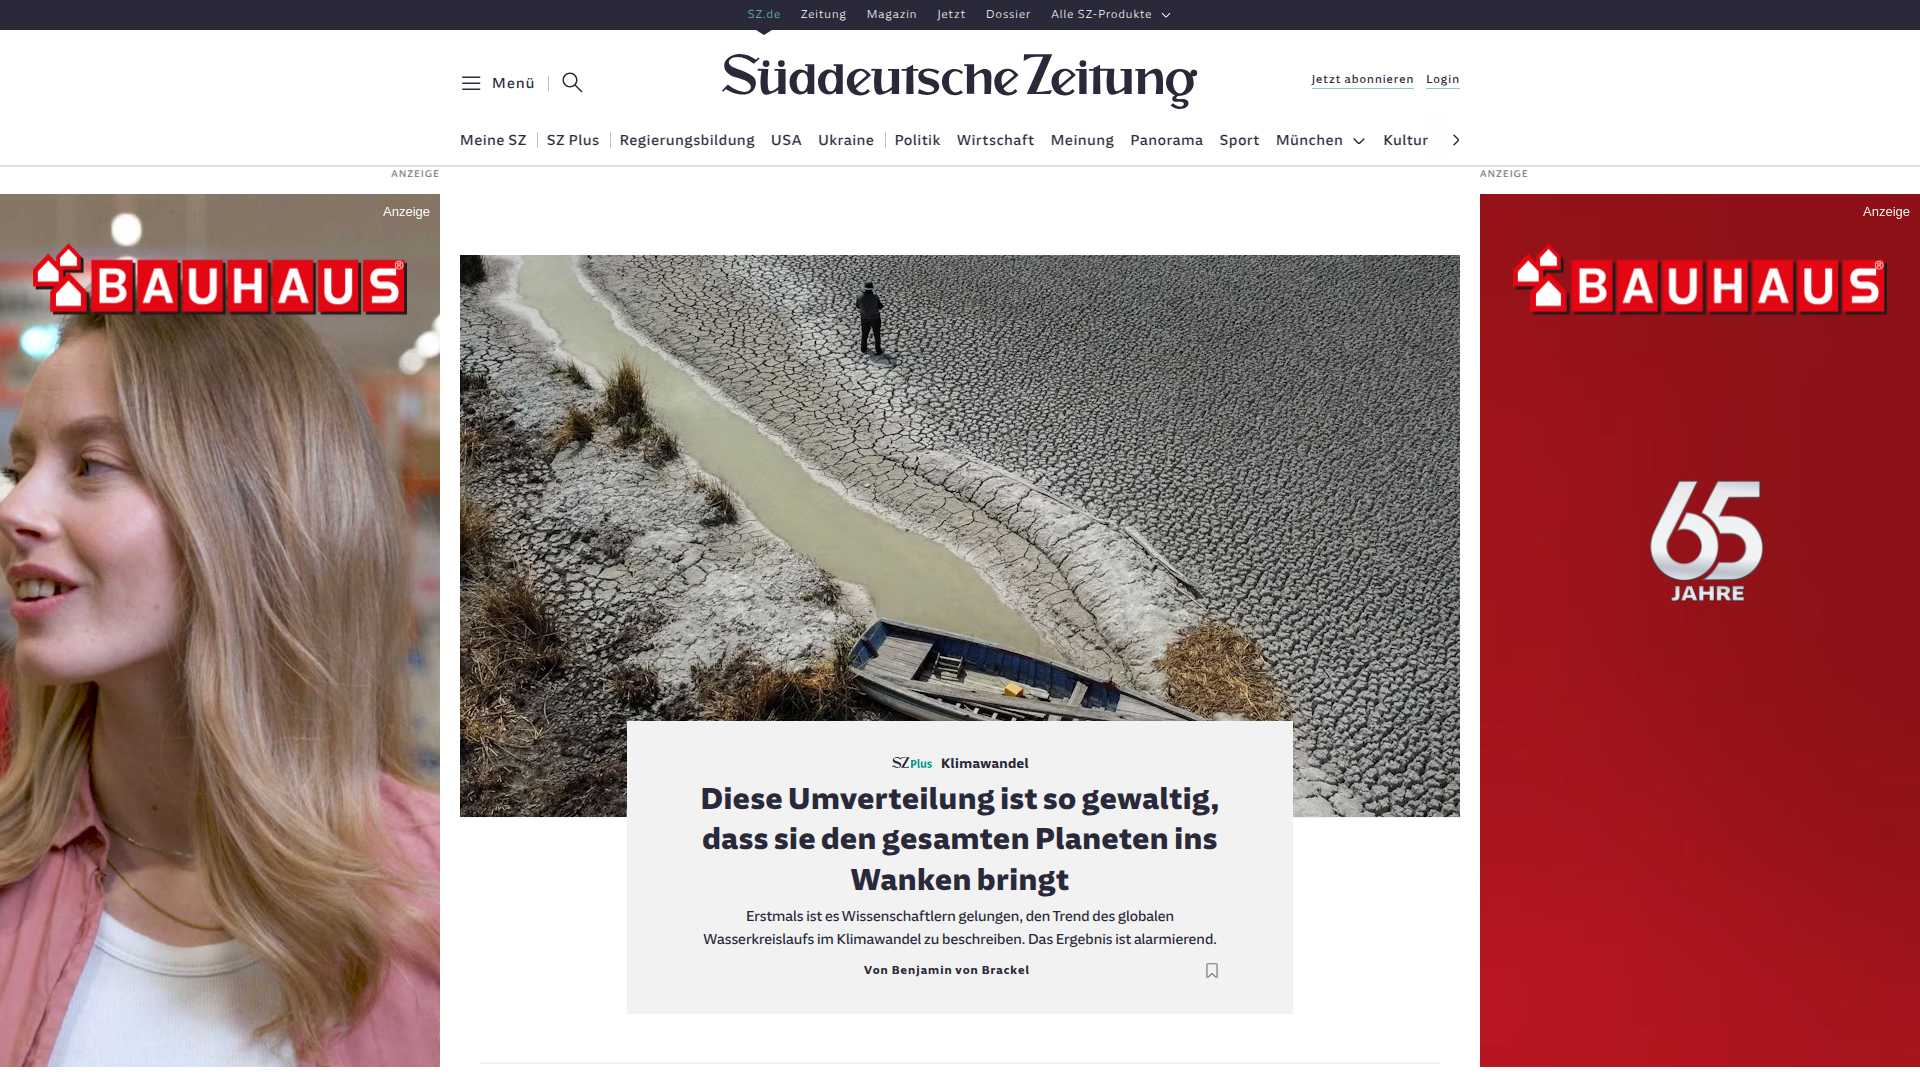 SZ.de Zeitung Magazin Jetzt Dossier Alle SZ-Produkte
Menü
Süddeutsche Zeitung
Jetzt abonnieren Login
Meine SZ SZ Plus Regierungsbildung USA Ukraine Politik Wirtschaft Meinung Panorama Sport München Kultur
ANZEIGE
ANZEIGE
Anzeige
BAUHAUS®
Anzeige
BAUHAUS®
65
JAHRE
SZ Plus Klimawandel
Diese Umverteilung ist so gewaltig,
dass sie den gesamten Planeten ins
Wanken bringt
Erstmals ist es Wissenschaftlern gelungen, den Trend des globalen
Wasserkreislaufs im Klimawandel zu beschreiben. Das Ergebnis ist alarmierend.
Von Benjamin von Brackel